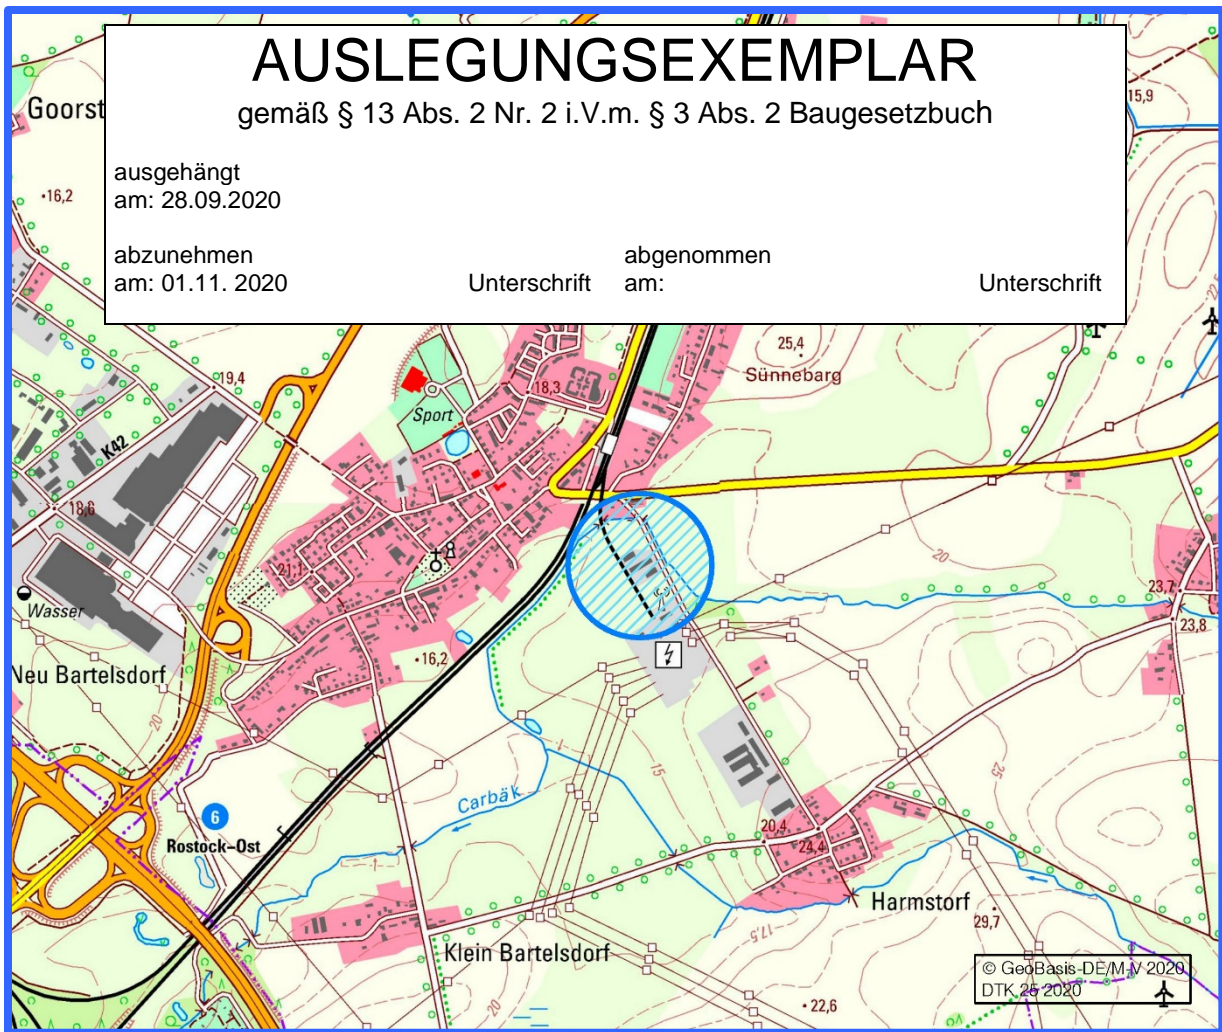 AUSLEGUNGSEXEMPLAR
gemäß § 13 Abs. 2 Nr. 2 i.V.m. § 3 Abs. 2 Baugesetzbuch
ausgehängt
am: 28.09.2020
abzunehmen
am: 01.11. 2020
Unterschrift
abgenommen
am:
Unterschrift
Goorst
15,9
16,2
25,4
Sünnebarg
19,4
18,3
Sport
K42
18,6
21,1
20
Wasser
23,7
23,8
16,2
Neu Bartelsdorf
20
15
25
Carbäk
6
Rostock-Ost
20,4
24,4
Harmstorf
29,7
17,5
Klein Bartelsdorf
© GeoBasis-DE/M-V 2020
DTK 25 2020
20
22,6